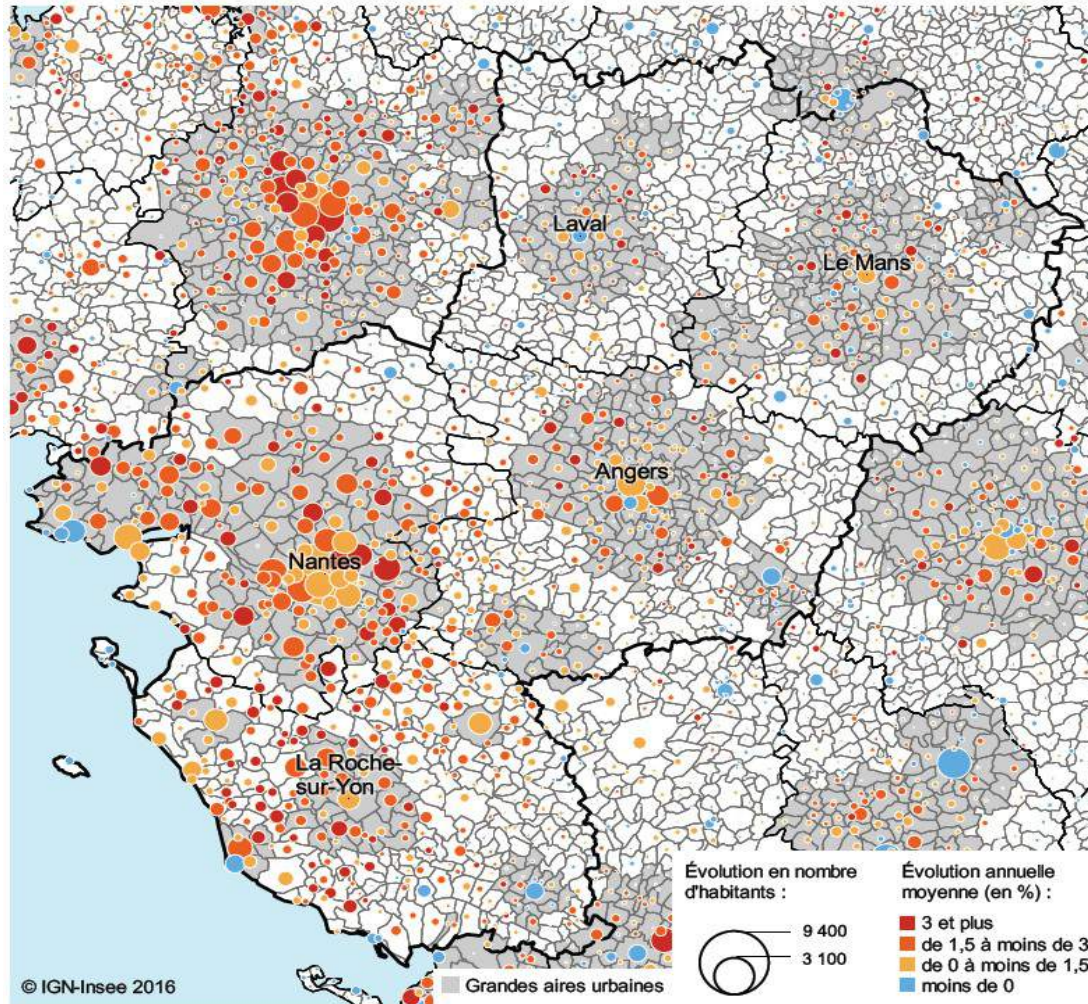 Laval
Le Mans
Angers
Nantes
La Roche-
sur-Yon
Évolution en nombre
d'habitants :
9 400
3 100
Évolution annuelle
moyenne (en %) :
3 et plus
de 1,5 à moins de 3
de 0 à moins de 1,5
moins de 0
© IGN-Insee 2016
Grandes aires urbaines